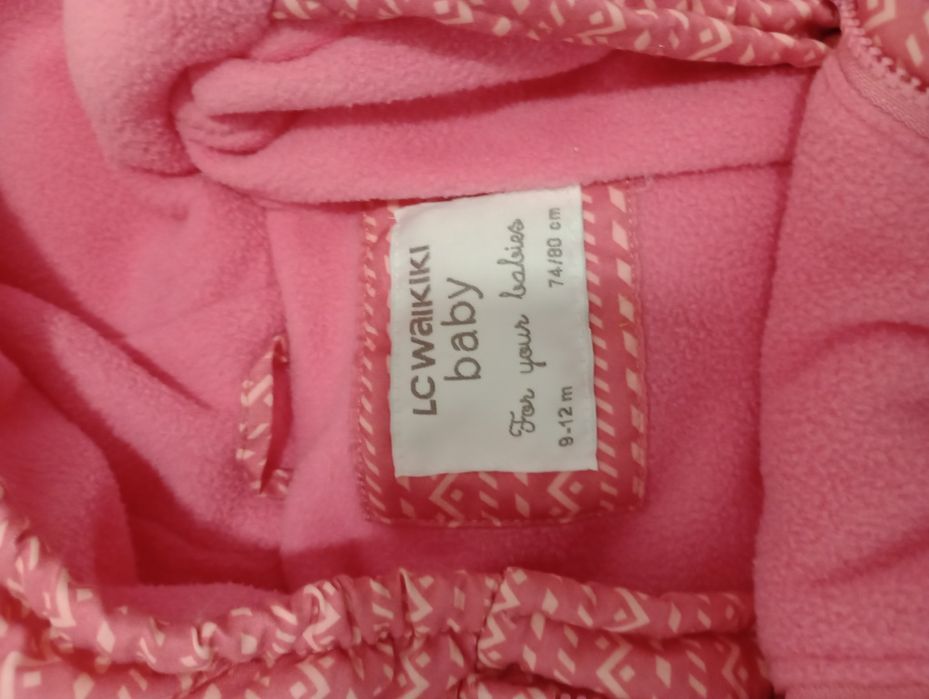 LC WAIKIKI
baby
For your babies
9-12 m 74/80 cm